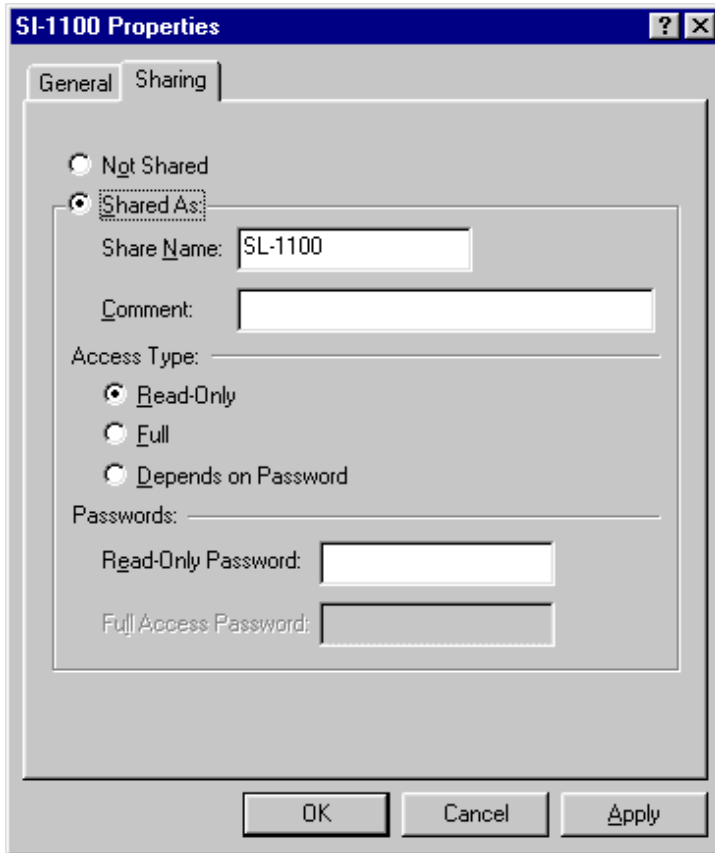 SI-1100 Properties
General Sharing
Not Shared
Shared As:
Share Name: SL-1100
Comment:
Access Type:
Read-Only
Full
Depends on Password
Passwords:
Read-Only Password:
Full Access Password:
OK Cancel Apply